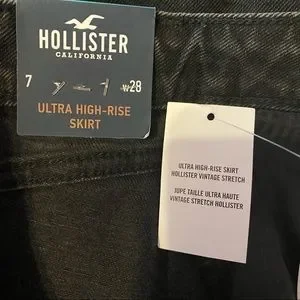 HOLLISTER
CALIFORNIA
7 W28
ULTRA HIGH-RISE
SKIRT
ULTRA HIGH-RISE SKIRT
HOLLISTER VINTAGE STRETCH
JUPE TAILLE ULTRA HAUTE
VINTAGE STRETCH HOLLISTER